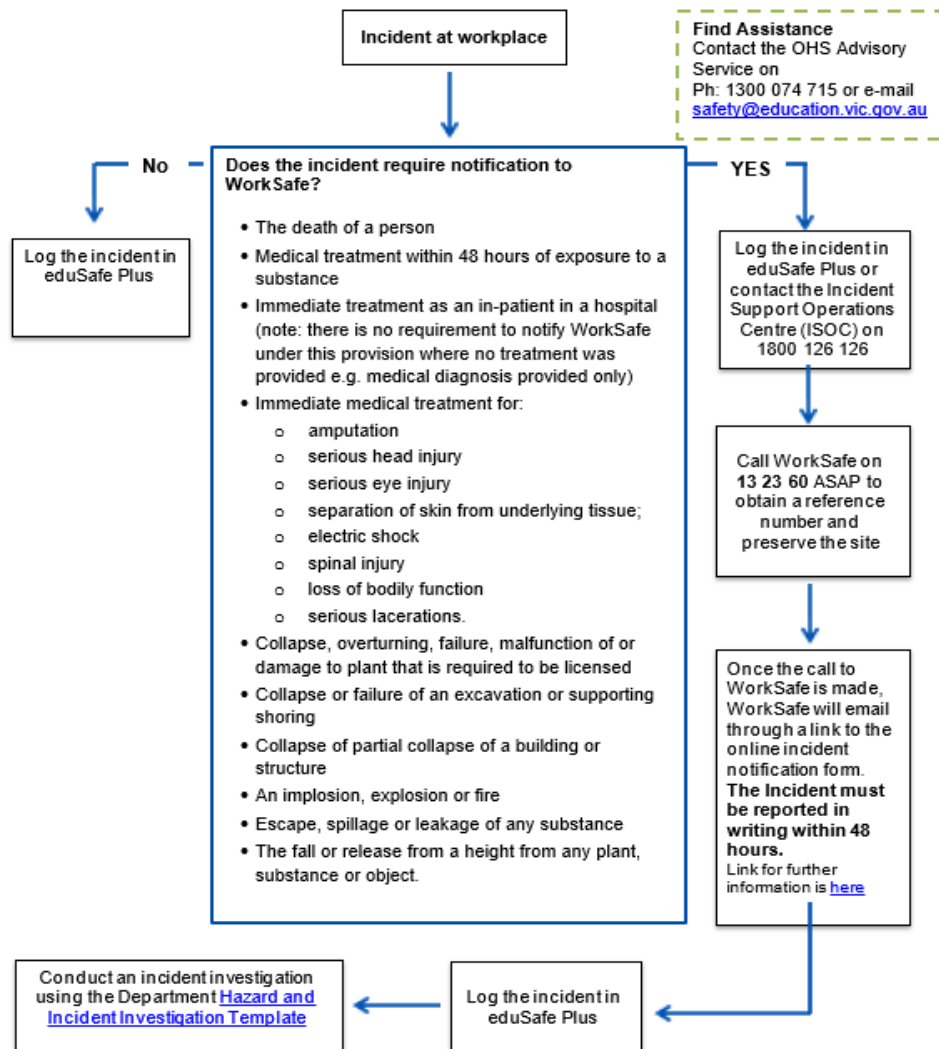 Incident at workplace
Find Assistance
Contact the OHS Advisory
Service on
Ph: 1300 074 715 or e-mail
safety@education.vic.gov.au
No
Does the incident require notification to
WorkSafe?
• The death of a person
• Medical treatment within 48 hours of exposure to a
substance
• Immediate treatment as an in-patient in a hospital
(note: there is no requirement to notify WorkSafe
under this provision where no treatment was
provided e.g. medical diagnosis provided only)
• Immediate medical treatment for:
o amputation
o serious head injury
o serious eye injury
o separation of skin from underlying tissue;
o electric shock
o spinal injury
o loss of bodily function
o serious lacerations.
• Collapse, overturning, failure, malfunction of or
damage to plant that is required to be licensed
• Collapse or failure of an excavation or supporting
shoring
• Collapse of partial collapse of a building or
structure
• An implosion, explosion or fire
• Escape, spillage or leakage of any substance
• The fall or release from a height from any plant,
substance or object.
YES
Log the incident in
eduSafe Plus
Log the incident in
eduSafe Plus or
contact the Incident
Support Operations
Centre (ISOC) on
1800 126 126
Call WorkSafe on
13 23 60 ASAP to
obtain a reference
number and
preserve the site
Once the call to
WorkSafe is made,
WorkSafe will email
through a link to the
online incident
notification form.
The Incident must
be reported in
writing within 48
hours.
Link for further
information is here
Log the incident in
eduSafe Plus
Conduct an incident investigation
using the Department Hazard and
Incident Investigation Template